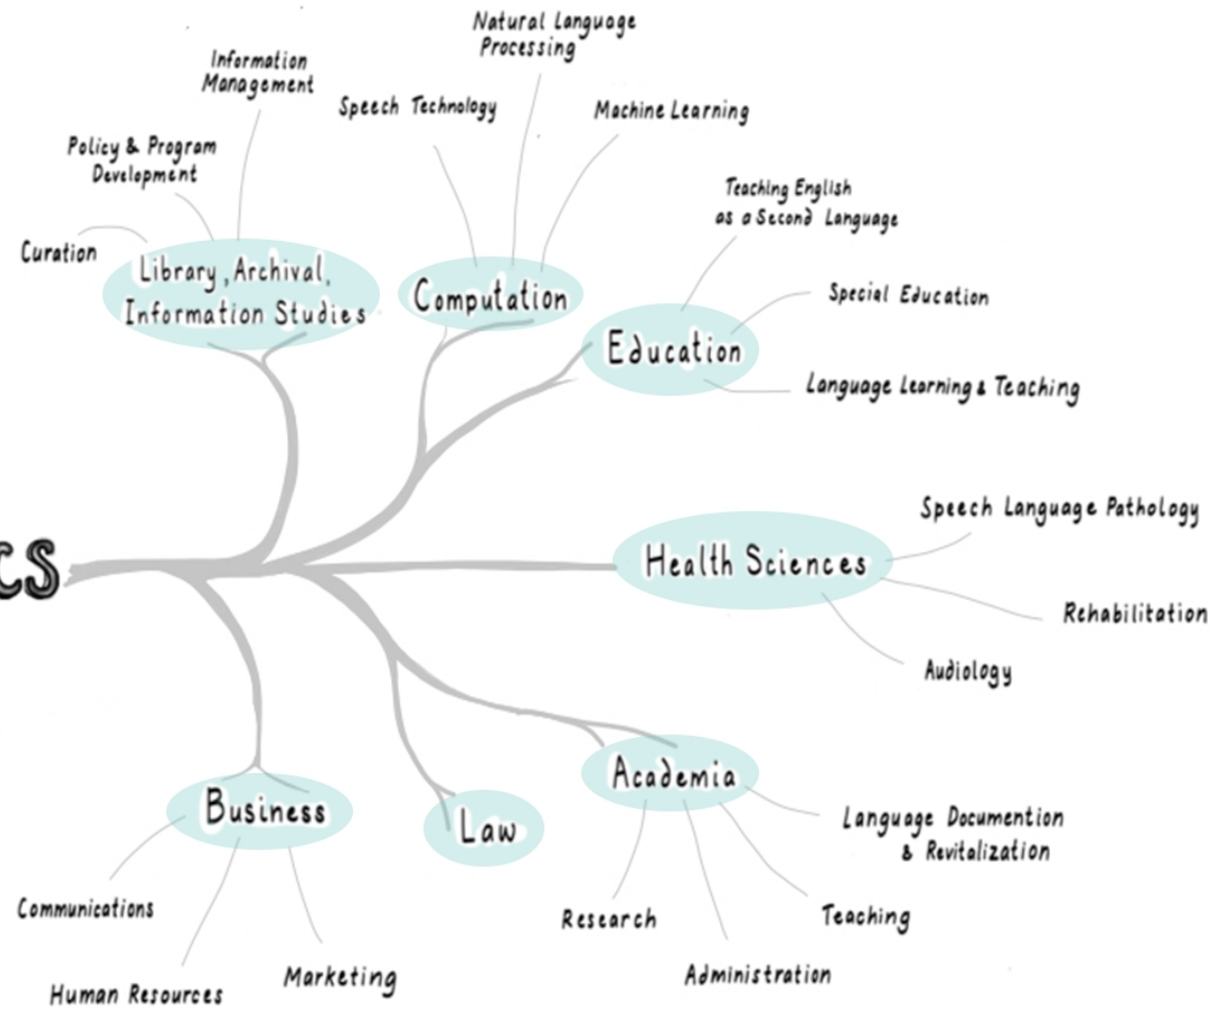 Natural Language
Processing
Information
Management
Speech Technology
Machine Learning
Policy & Program
Development
Teaching English
as a Second Language
Curation
Library, Archival,
Information Studies
Computation
Special Education
Education
Language Learning & Teaching
Speech Language Pathology
CS
Health Sciences
Rehabilitation
Audiology
Academia
Business
Law
Language Documention
& Revitalization
Communications
Research
Teaching
Human Resources
Marketing
Administration